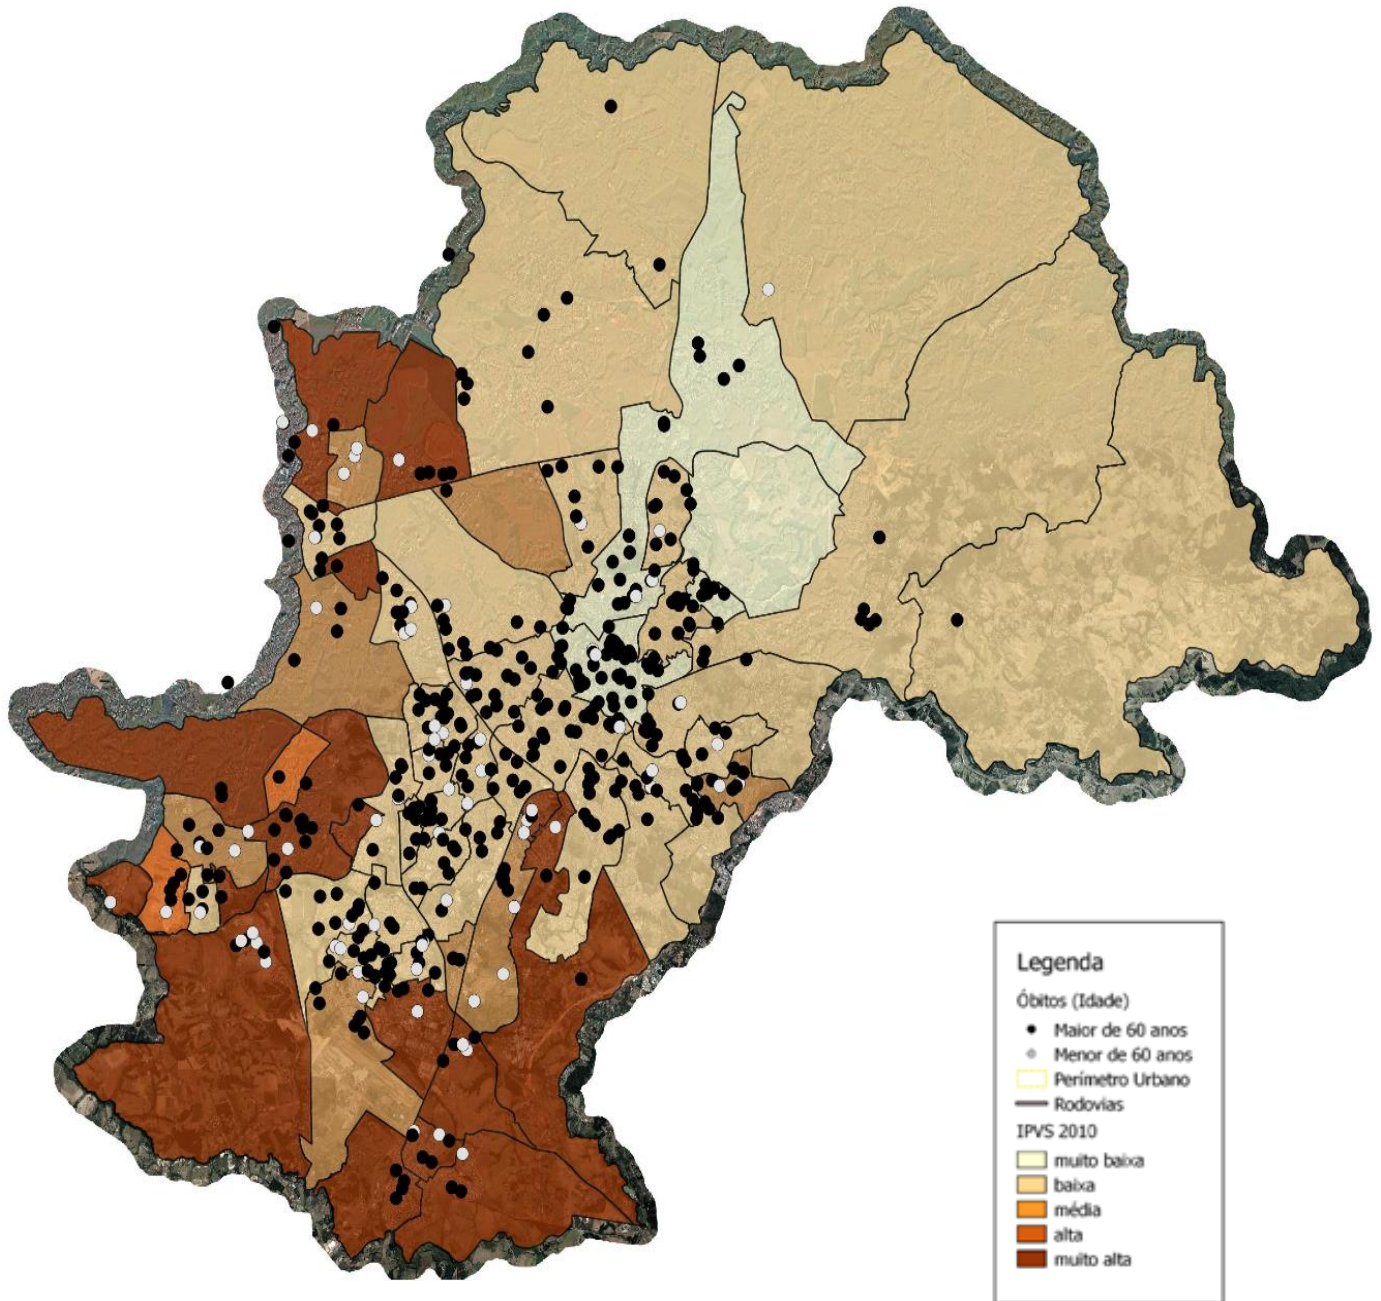 Legenda
Óbitos (Idade)
Maior de 60 anos
Menor de 60 anos
Perímetro Urbano
Rodovias
IPVS 2010
muito baixa
baixa
média
alta
muito alta